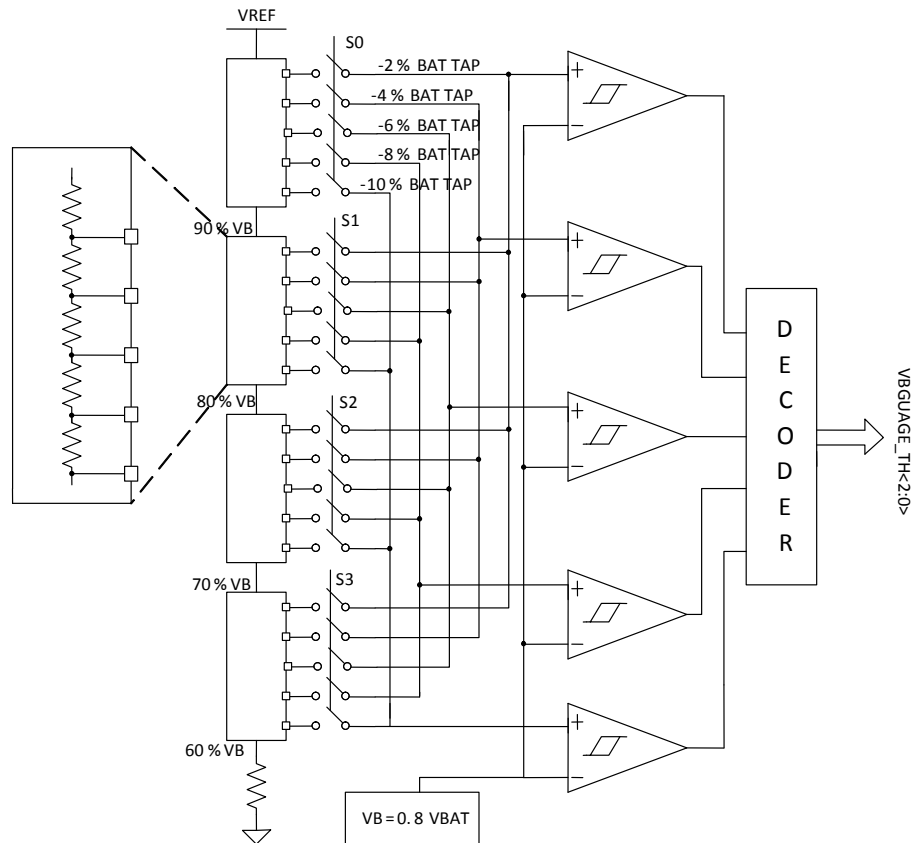 VREF
S0
-2 % BAT TAP
-4 % BAT TAP
-6 % BAT TAP
-8 % BAT TAP
-10 % BAT TAP
+
−
90 % VB
S1
+
−
80 % VB
S2
+
−
70 % VB
S3
+
−
60 % VB
+
−
VB = 0. 8 VBAT
DECODER
VBGUAGE_TH<2:0>